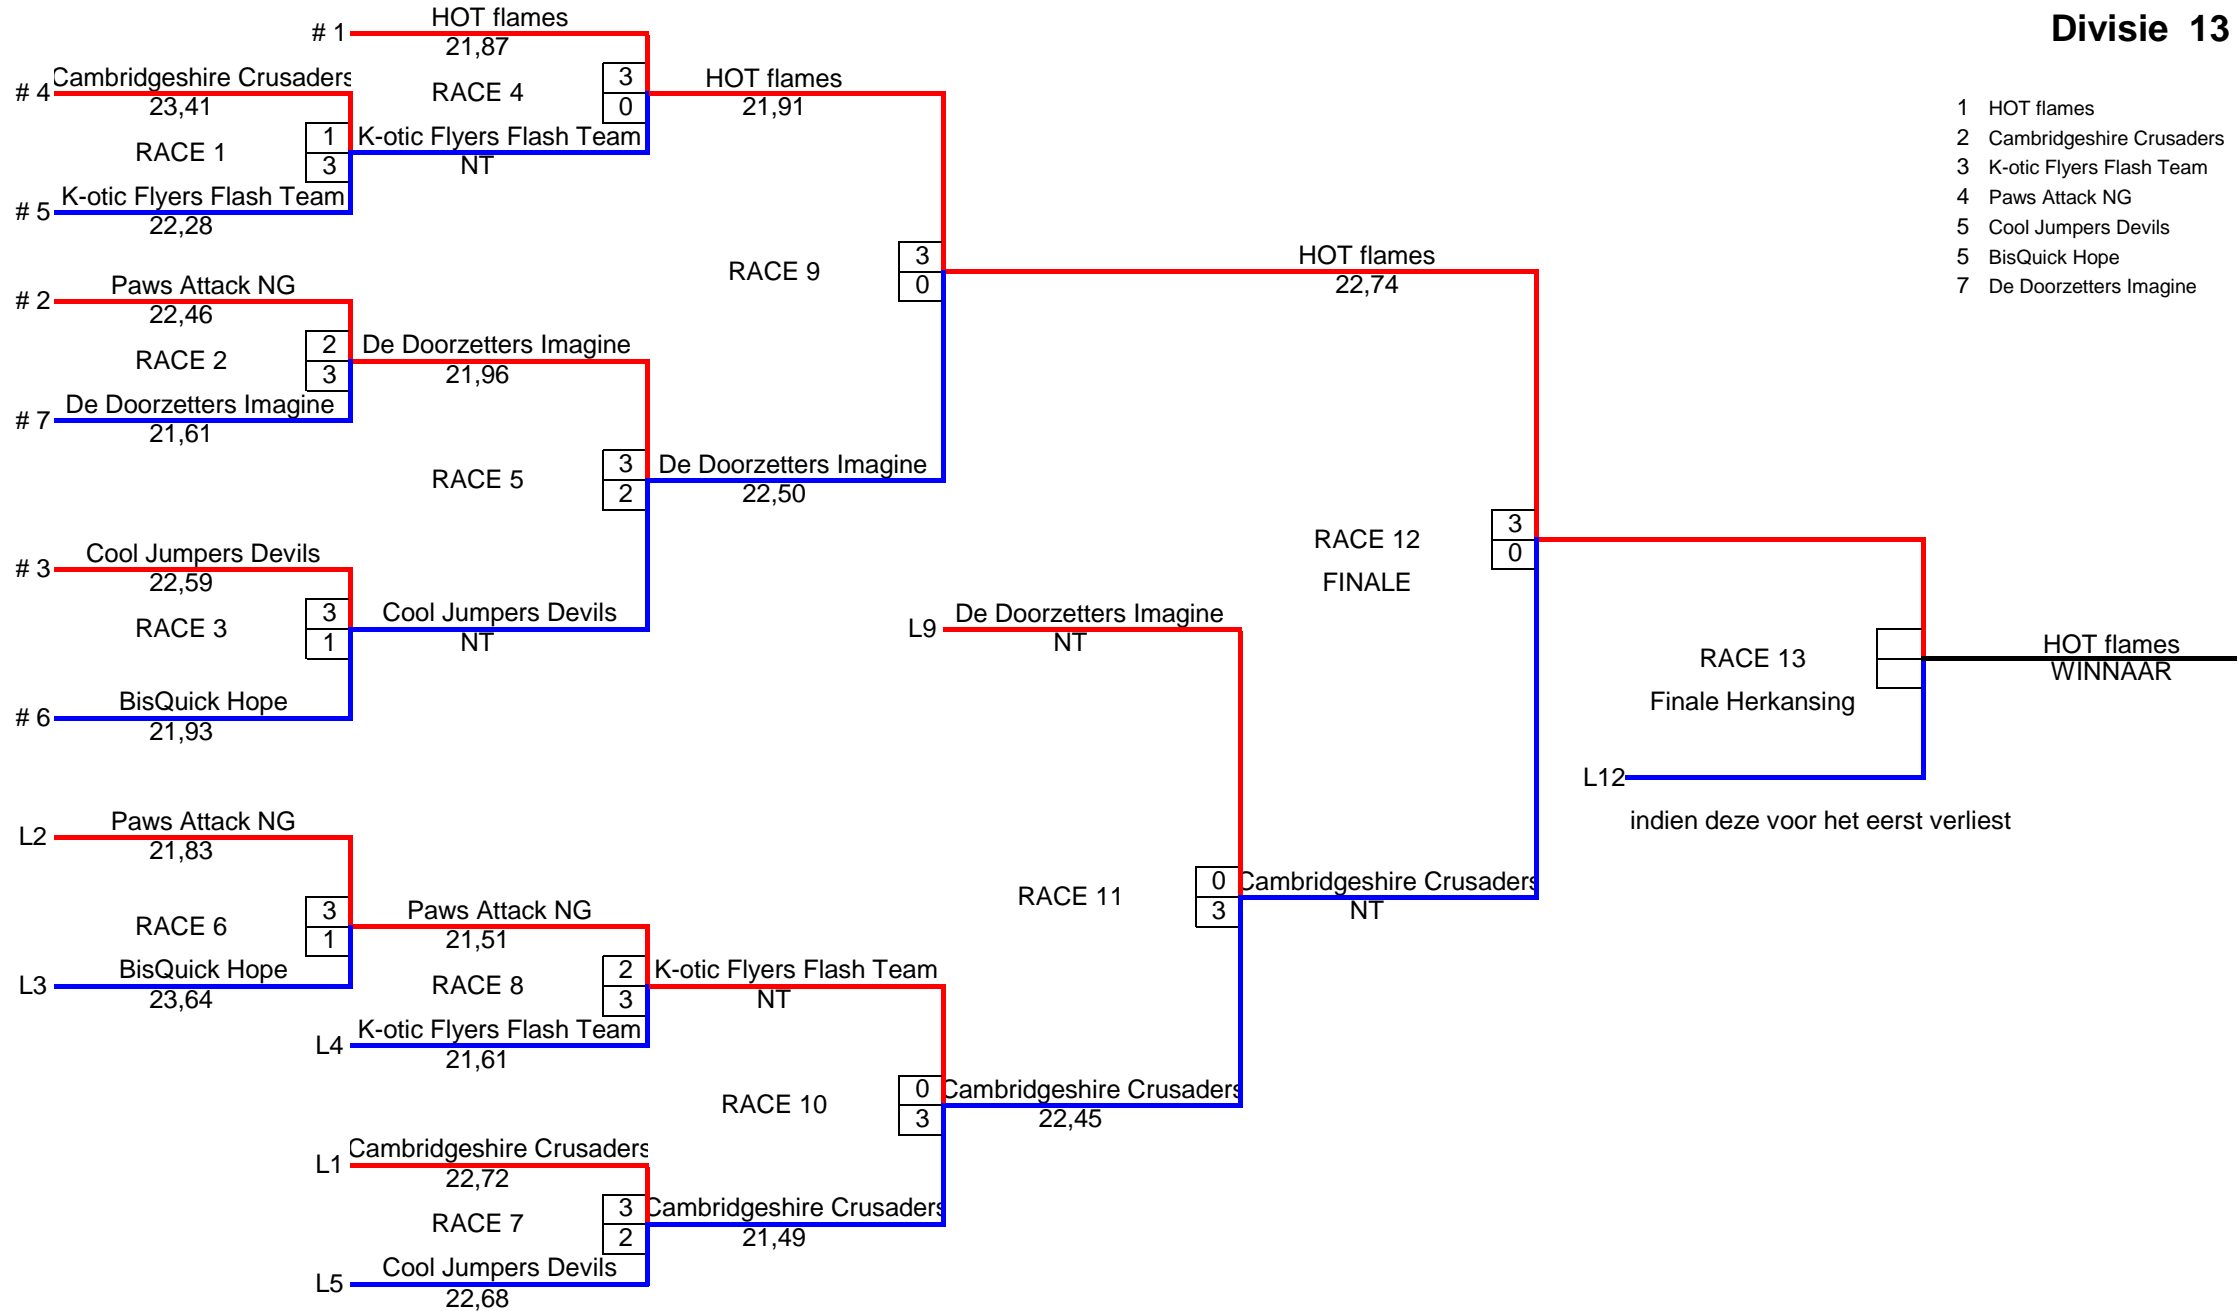 Divisie 13
1 HOT flames
2 Cambridgeshire Crusaders
3 K-otic Flyers Flash Team
4 Paws Attack NG
5 Cool Jumpers Devils
5 BisQuick Hope
7 De Doorzetters Imagine
# 1
HOT flames
21,87
RACE 4
3
0
K-otic Flyers Flash Team
NT
# 4
Cambridgeshire Crusaders
23,41
RACE 1
1
3
# 5
K-otic Flyers Flash Team
22,28
# 2
Paws Attack NG
22,46
RACE 2
2
3
# 7
De Doorzetters Imagine
21,61
De Doorzetters Imagine
21,96
RACE 5
3
2
# 3
Cool Jumpers Devils
22,59
RACE 3
3
1
Cool Jumpers Devils
NT
# 6
BisQuick Hope
21,93
HOT flames
21,91
RACE 9
3
0
De Doorzetters Imagine
22,50
HOT flames
22,74
RACE 12
FINALE
3
0
L9
De Doorzetters Imagine
NT
RACE 11
0
3
Cambridgeshire Crusaders
NT
RACE 13
Finale Herkansing
HOT flames
WINNAAR
L12
indien deze voor het eerst verliest
L2
Paws Attack NG
21,83
RACE 6
3
1
L3
BisQuick Hope
23,64
Paws Attack NG
21,51
RACE 8
2
3
L4
K-otic Flyers Flash Team
21,61
K-otic Flyers Flash Team
NT
RACE 10
0
3
Cambridgeshire Crusaders
22,45
L1
Cambridgeshire Crusaders
22,72
RACE 7
3
2
Cambridgeshire Crusaders
21,49
L5
Cool Jumpers Devils
22,68